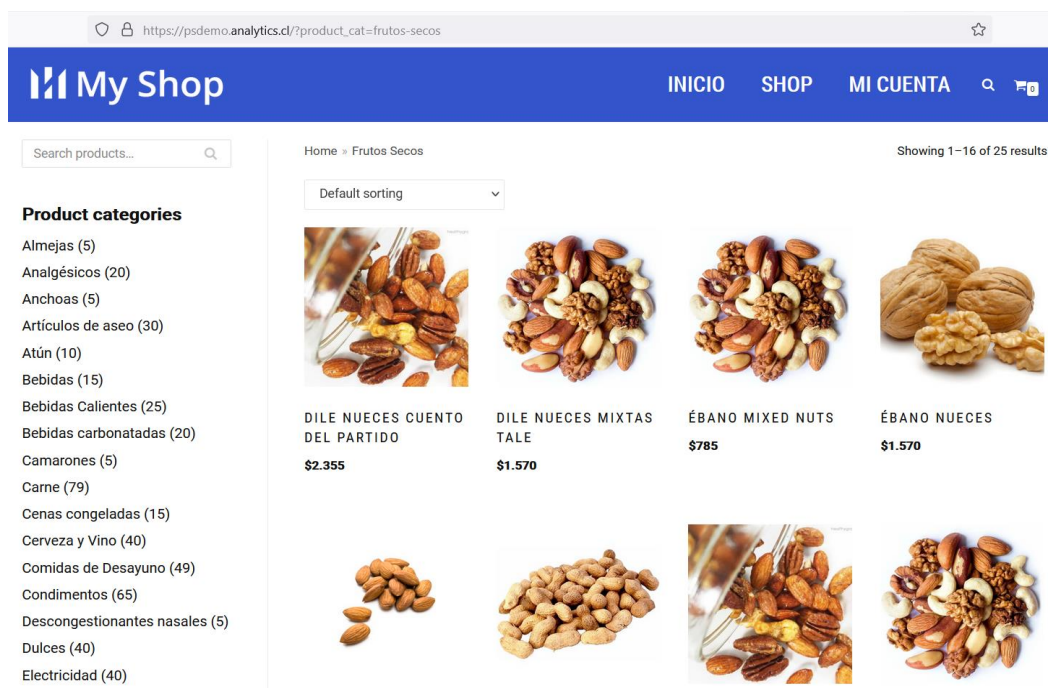 https://psdemo.analytics.cl/?product_cat=frutos-secos
My Shop
INICIO
SHOP
MI CUENTA
0
Search products...
Home » Frutos Secos
Showing 1–16 of 25 results
Default sorting
Product categories
Almejas (5)
Analgésicos (20)
Anchoas (5)
Artículos de aseo (30)
Atún (10)
Bebidas (15)
Bebidas Calientes (25)
Bebidas carbonatadas (20)
Camarones (5)
Carne (79)
Cenas congeladas (15)
Cerveza y Vino (40)
Comidas de Desayuno (49)
Condimentos (65)
Descongestionantes nasales (5)
Dulces (40)
Electricidad (40)
DILE NUECES CUENTO
DEL PARTIDO
$2.355
DILE NUECES MIXTAS
TALE
$1.570
ÉBANO MIXED NUTS
$785
ÉBANO NUECES
$1.570